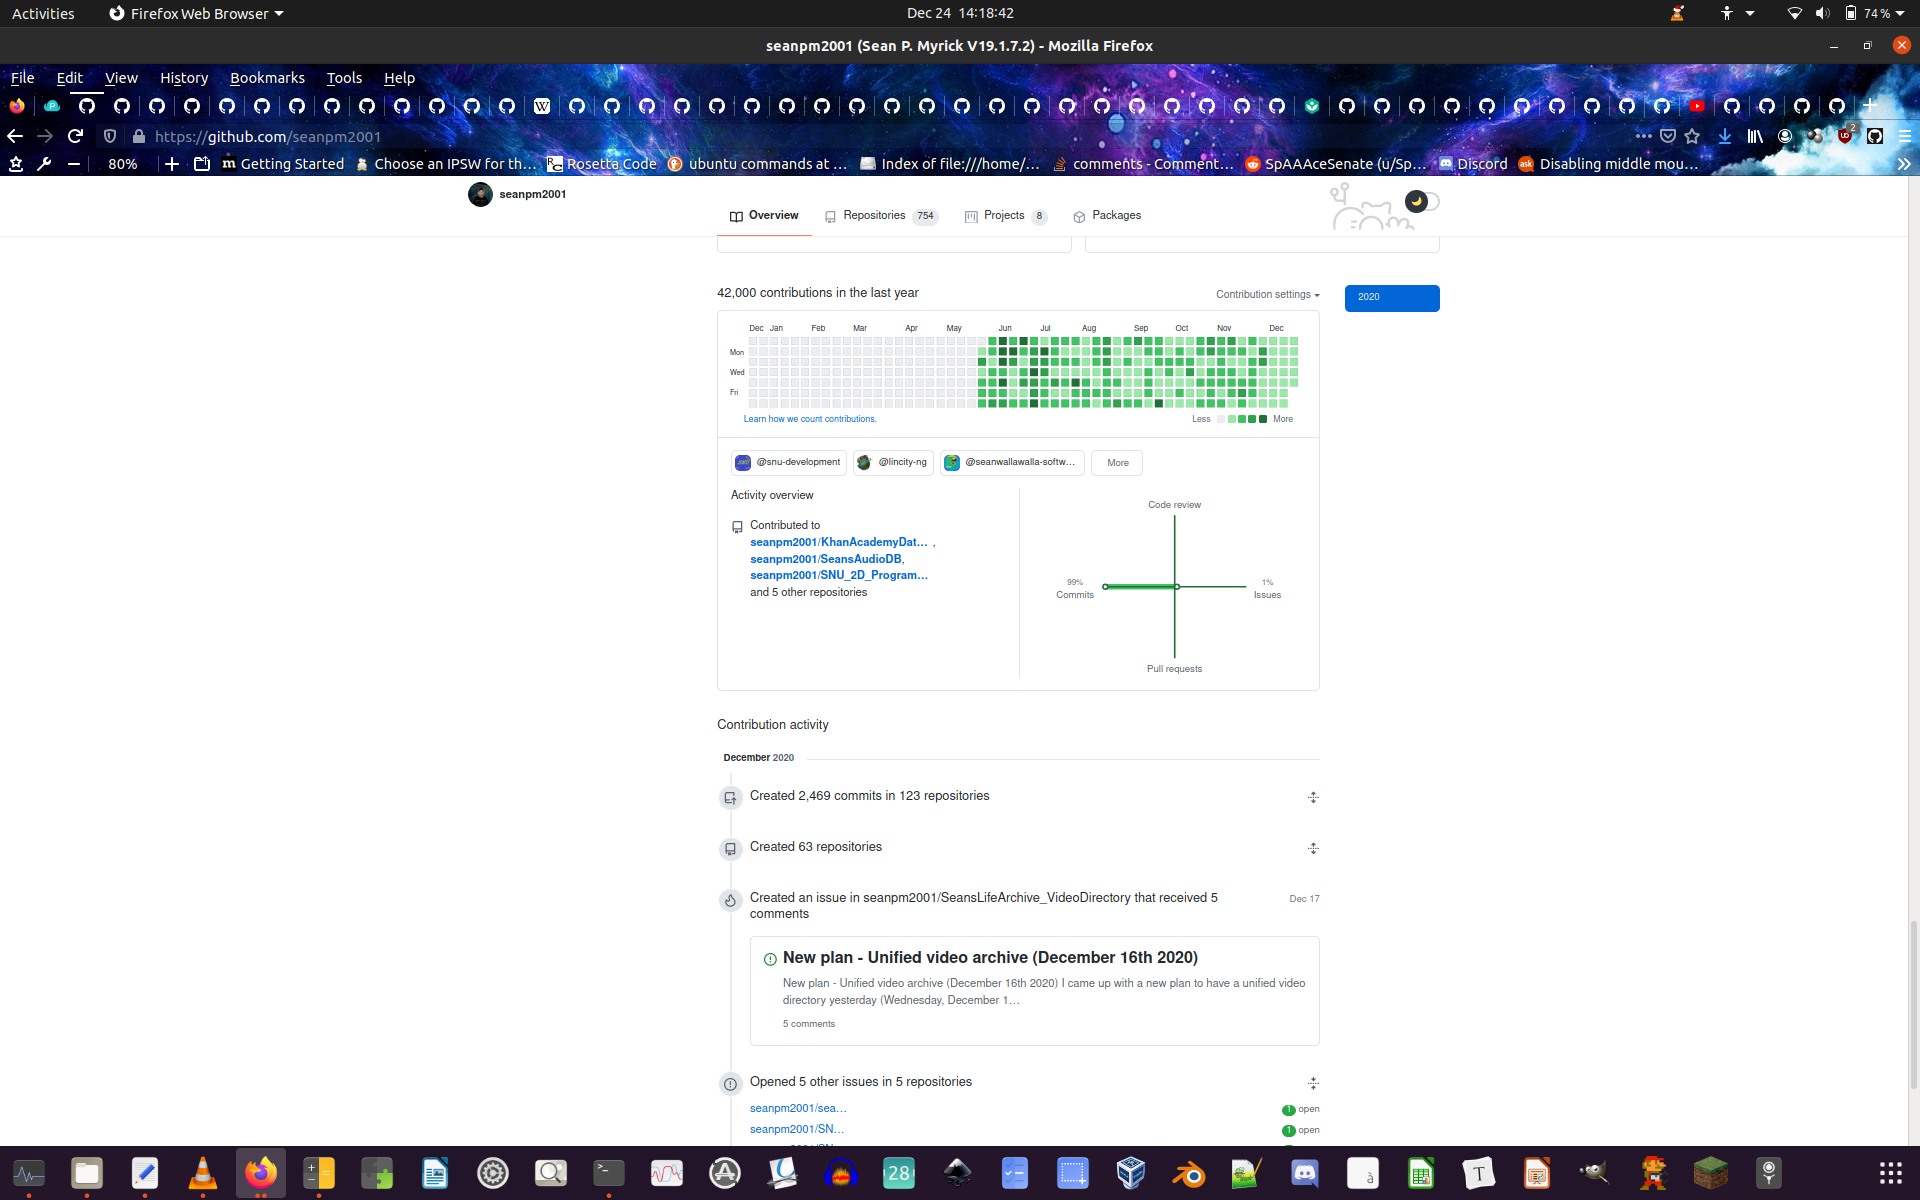 Activities
Firefox Web Browser
Dec 24 14:18:42
74 %
seanpm2001 (Sean P. Myrick V19.1.7.2) - Mozilla Firefox
File Edit View History Bookmarks Tools Help
https://github.com/seanpm2001
2
80%
Getting Started
Choose an IPSW for th…
Rosetta Code
ubuntu commands at …
Index of file:///home/…
comments - Comment…
SpAAAceSenate (u/Sp…
Discord
Disabling middle mou…
seanpm2001
Overview
Repositories 754
Projects 8
Packages
42,000 contributions in the last year
Contribution settings
2020
Dec Jan Feb Mar Apr May Jun Jul Aug Sep Oct Nov Dec
Mon
Wed
Fri
Learn how we count contributions.
Less More
@snu-development
@lincity-ng
@seanwallawalla-softw…
More
Activity overview
Contributed to
seanpm2001/KhanAcademyDat… ,
seanpm2001/SeansAudioDB,
seanpm2001/SNU_2D_Program…
and 5 other repositories
Code review
99%
Commits
1%
Issues
Pull requests
Contribution activity
December 2020
Created 2,469 commits in 123 repositories
Created 63 repositories
Created an issue in seanpm2001/SeansLifeArchive_VideoDirectory that received 5
comments
Dec 17
New plan - Unified video archive (December 16th 2020)
New plan - Unified video archive (December 16th 2020) I came up with a new plan to have a unified video
directory yesterday (Wednesday, December 1…
5 comments
Opened 5 other issues in 5 repositories
seanpm2001/sea…
1 open
seanpm2001/SN…
1 open
28